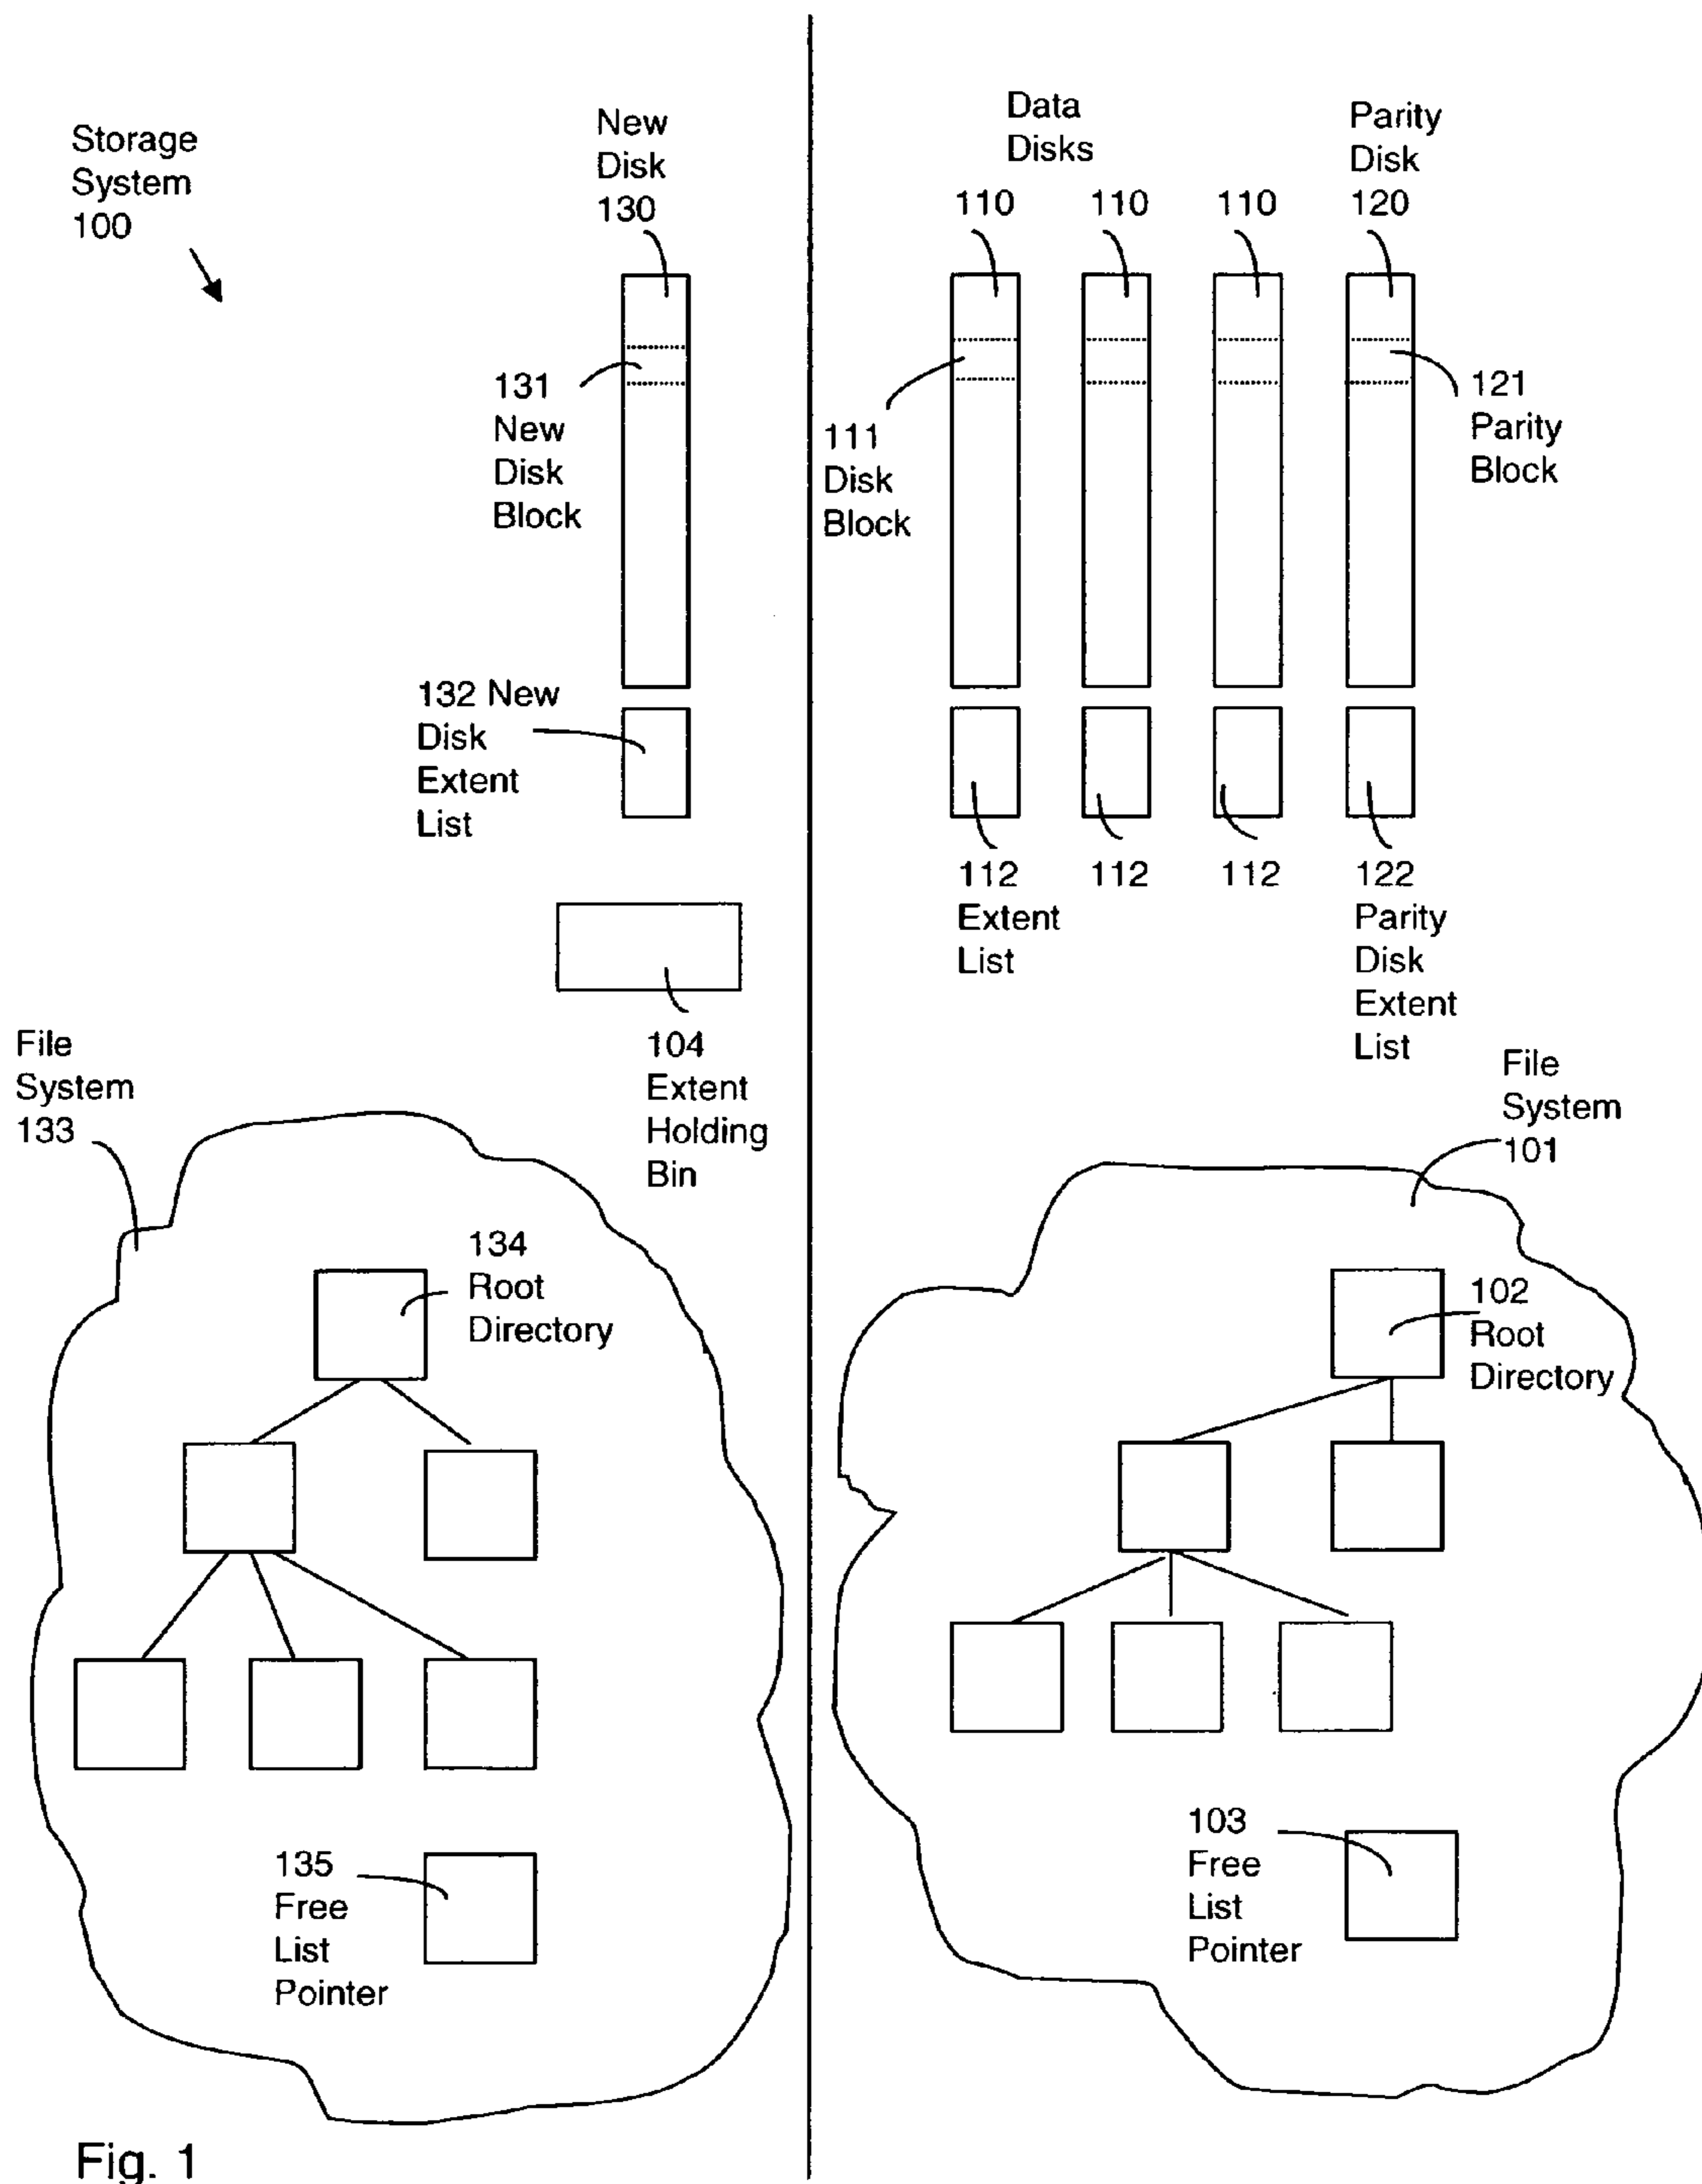 Storage
System
100
New
Disk
130
Data
Disks
110
110
110
Parity
Disk
120
131
New
Disk
Block
111
Disk
Block
121
Parity
Block
132 New
Disk
Extent
List
112
Extent
List
112
112
122
Parity
Disk
Extent
List
104
Extent
Holding
Bin
File
System
133
134
Root
Directory
135
Free
List
Pointer
File
System
101
102
Root
Directory
103
Free
List
Pointer
Fig. 1